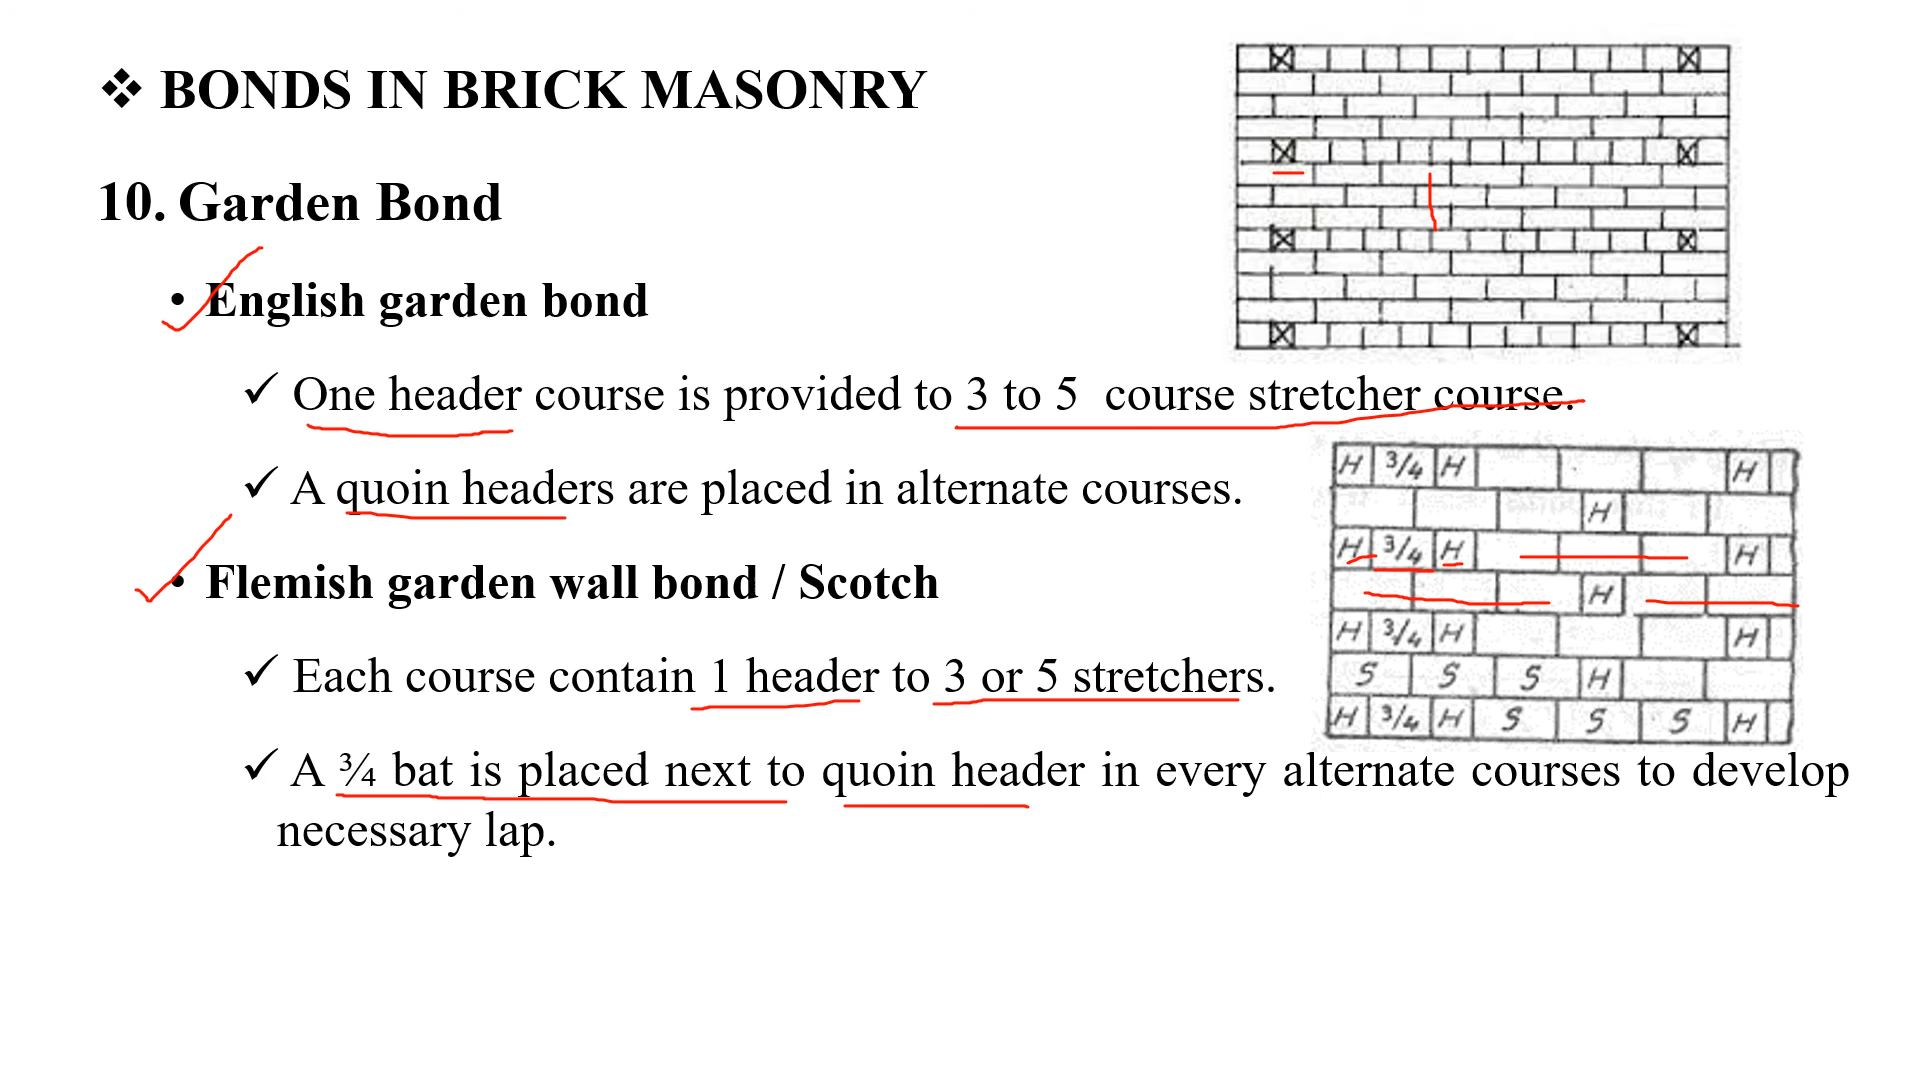 ❖ BONDS IN BRICK MASONRY
10. Garden Bond
• English garden bond
✓ One header course is provided to 3 to 5 course stretcher course.
✓ A quoin headers are placed in alternate courses.
• Flemish garden wall bond / Scotch
✓ Each course contain 1 header to 3 or 5 stretchers.
✓ A ¾ bat is placed next to quoin header in every alternate courses to develop
necessary lap.
H 3/4 H H
H
H 3/4 H H
H
H 3/4 H H
S S S H
H 3/4 H S S S H